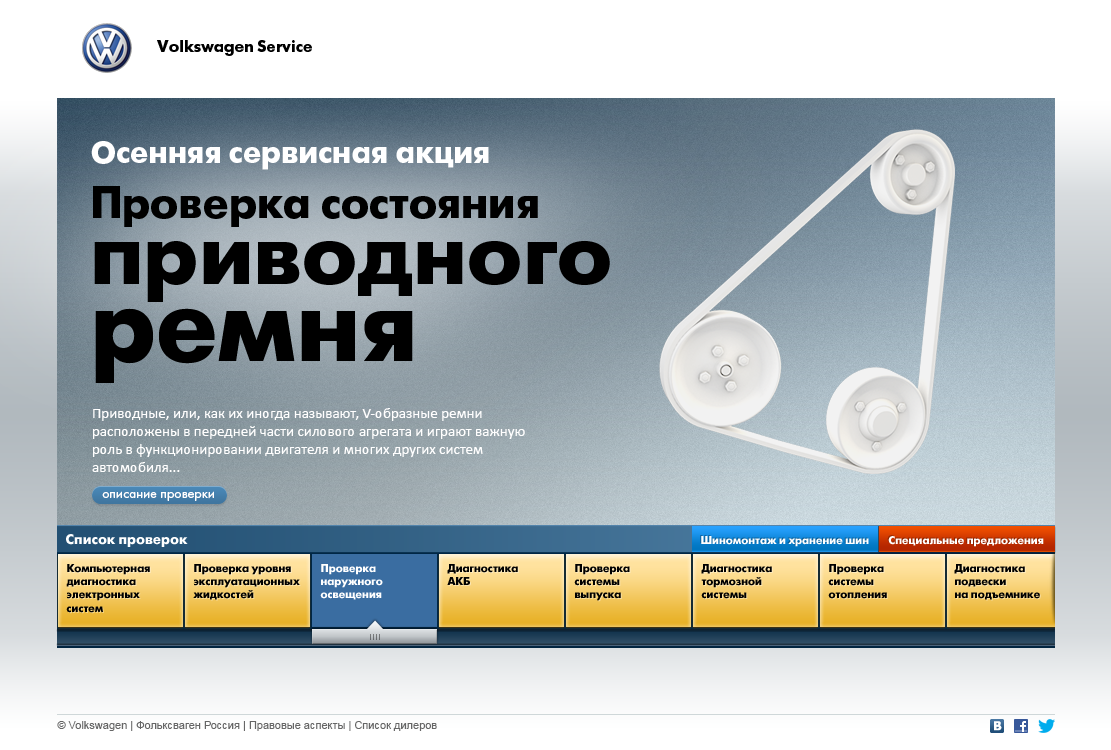 Volkswagen Service
Осенняя сервисная акция
Проверка состояния
приводного
ремня
Приводные, или, как их иногда называют, V-образные ремни
расположены в передней части силового агрегата и играют важную
роль в функционировании двигателя и многих других систем
автомобиля...
описание проверки
Список проверок
Шиномонтаж и хранение шин
Специальные предложения
Компьютерная
диагностика
электронных
систем
Проверка уровня
эксплуатационных
жидкостей
Проверка
наружного
освещения
Диагностика
АКБ
Проверка
системы
выпуска
Диагностика
тормозной
системы
Проверка
системы
отопления
Диагностика
подвески
на подъемнике
© Volkswagen | Фольксваген Россия | Правовые аспекты | Список дилеров